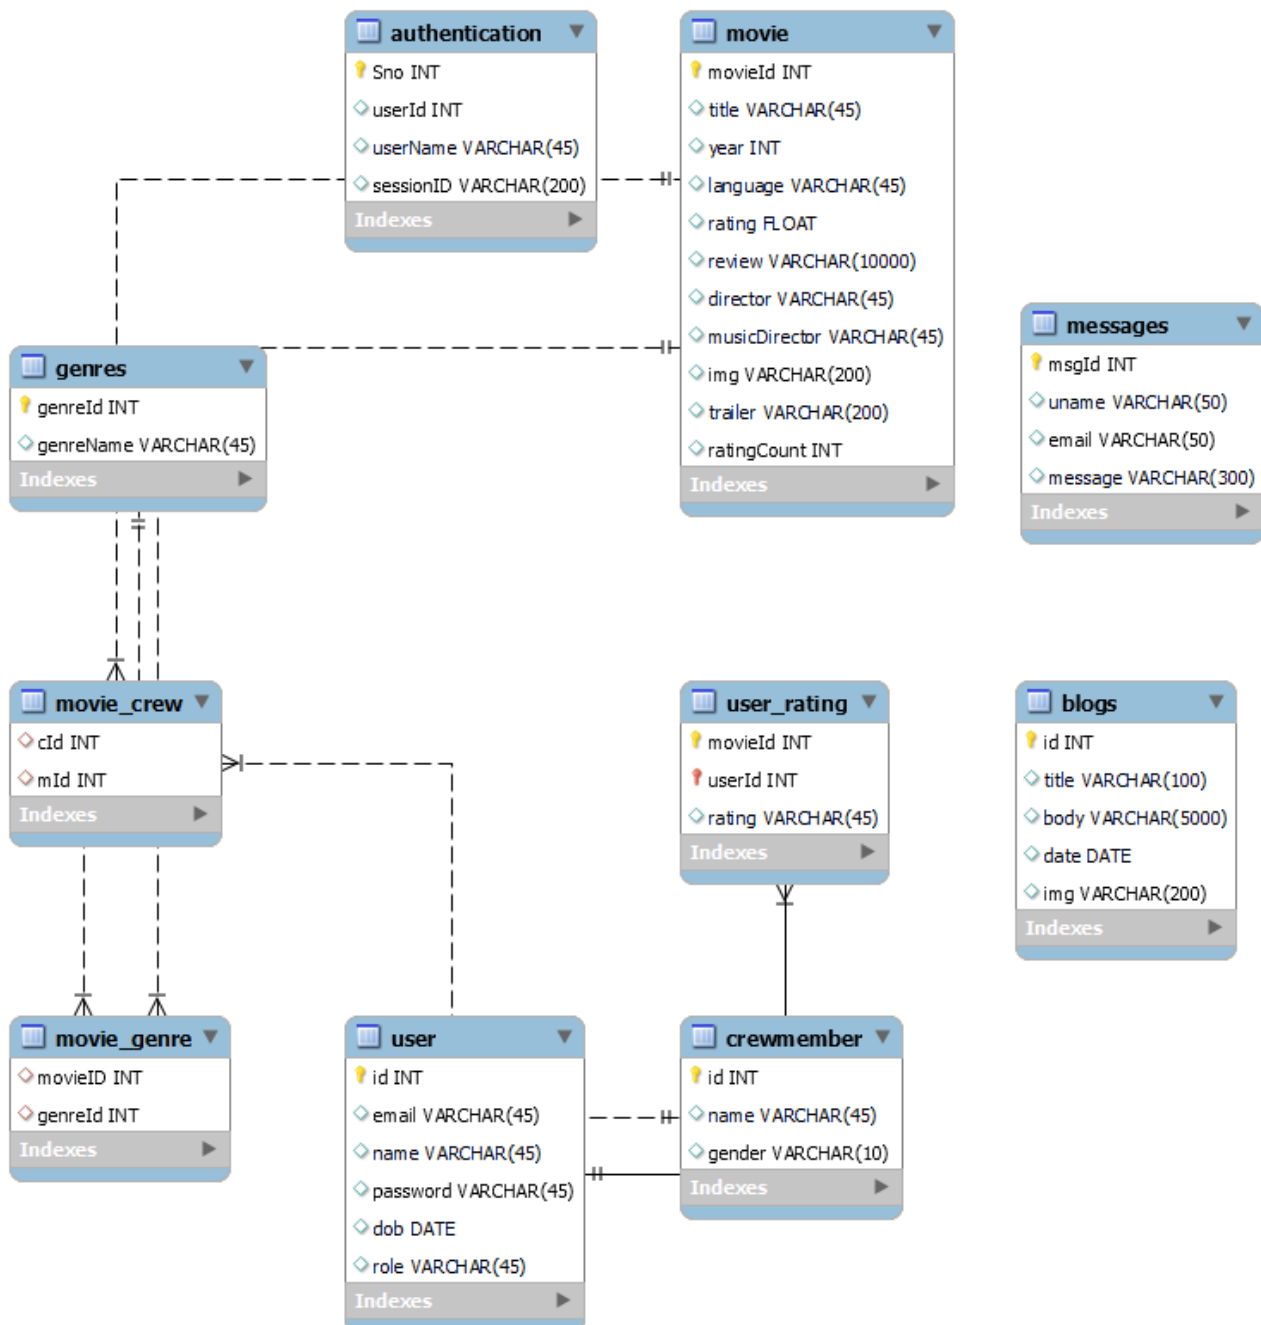 authentication
Sno INT
userId INT
userName VARCHAR(45)
sessionID VARCHAR(200)
Indexes
movie
movieId INT
title VARCHAR(45)
year INT
language VARCHAR(45)
rating FLOAT
review VARCHAR(10000)
director VARCHAR(45)
musicDirector VARCHAR(45)
img VARCHAR(200)
trailer VARCHAR(200)
ratingCount INT
Indexes
messages
msgId INT
uname VARCHAR(50)
email VARCHAR(50)
message VARCHAR(300)
Indexes
genres
genreId INT
genreName VARCHAR(45)
Indexes
movie_crew
cId INT
mId INT
Indexes
user_rating
movieId INT
userId INT
rating VARCHAR(45)
Indexes
blogs
id INT
title VARCHAR(100)
body VARCHAR(5000)
date DATE
img VARCHAR(200)
Indexes
movie_genre
movieID INT
genreId INT
Indexes
user
id INT
email VARCHAR(45)
name VARCHAR(45)
password VARCHAR(45)
dob DATE
role VARCHAR(45)
Indexes
crewmember
id INT
name VARCHAR(45)
gender VARCHAR(10)
Indexes